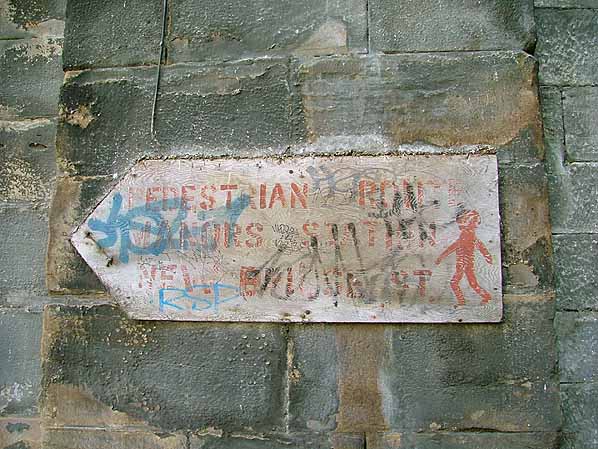 PEDESTRIAN ROUTE
MANORS STATION
NEW BRIDGE ST.
RSP